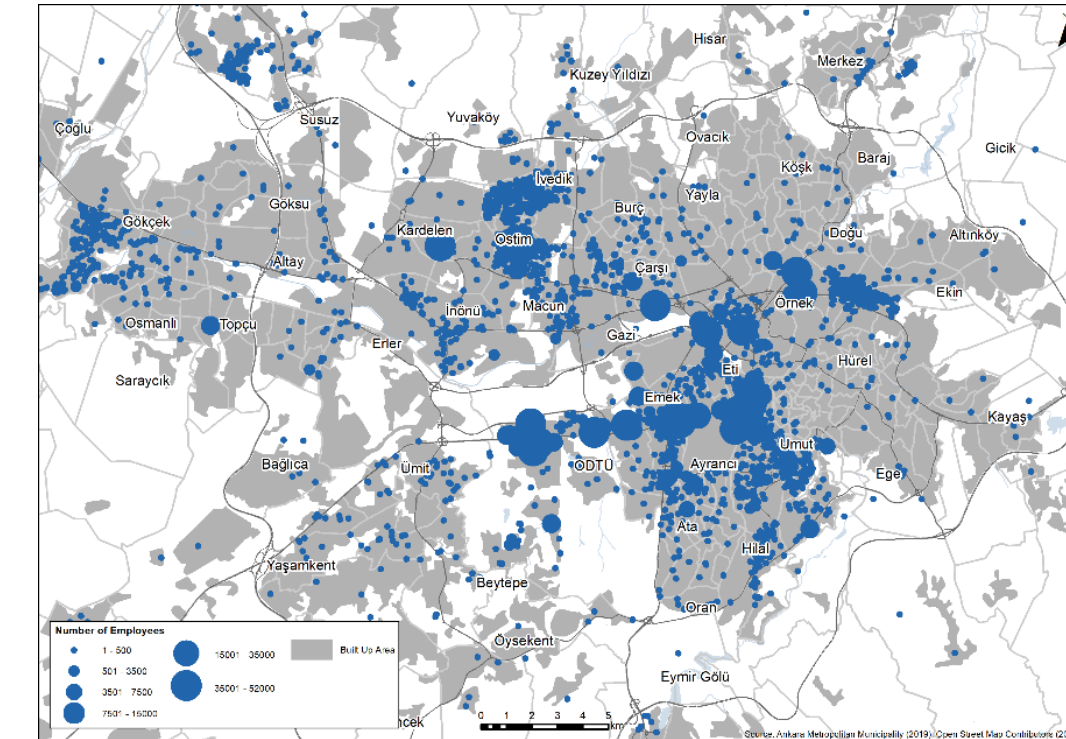 Hisar
Merkez
Kuzey Yıldızı
Susuz
Yuvaköy
Çoğlu
Ovacık
Gicik
Baraj
Köşk
İvedik
Yayla
Göksu
Burç
Gökçek
Kardelen
Doğu
Altınköy
Ostim
Altay
Çarşı
Ekin
Örnek
Macun
İnönü
Osmanlı
Topçu
Gazi
Erler
Hürel
Eti
Saraycık
Emek
Kayaş
Umut
Bağlıca
Ümit
ODTÜ
Ayrancı
Ege
Ata
Hilal
Yaşamkent
Beytepe
Oran
Number of Employees
1 - 500
501 - 3500
3501 - 7500
7501 - 15000
15001 - 35000
35001 - 52000
Built Up Area
Öysekent
Eymir Gölü
ncek
0 1 2 3 4 5
km
Source: Ankara Metropolitan Municipality (2019), Open Street Map Contributors (20